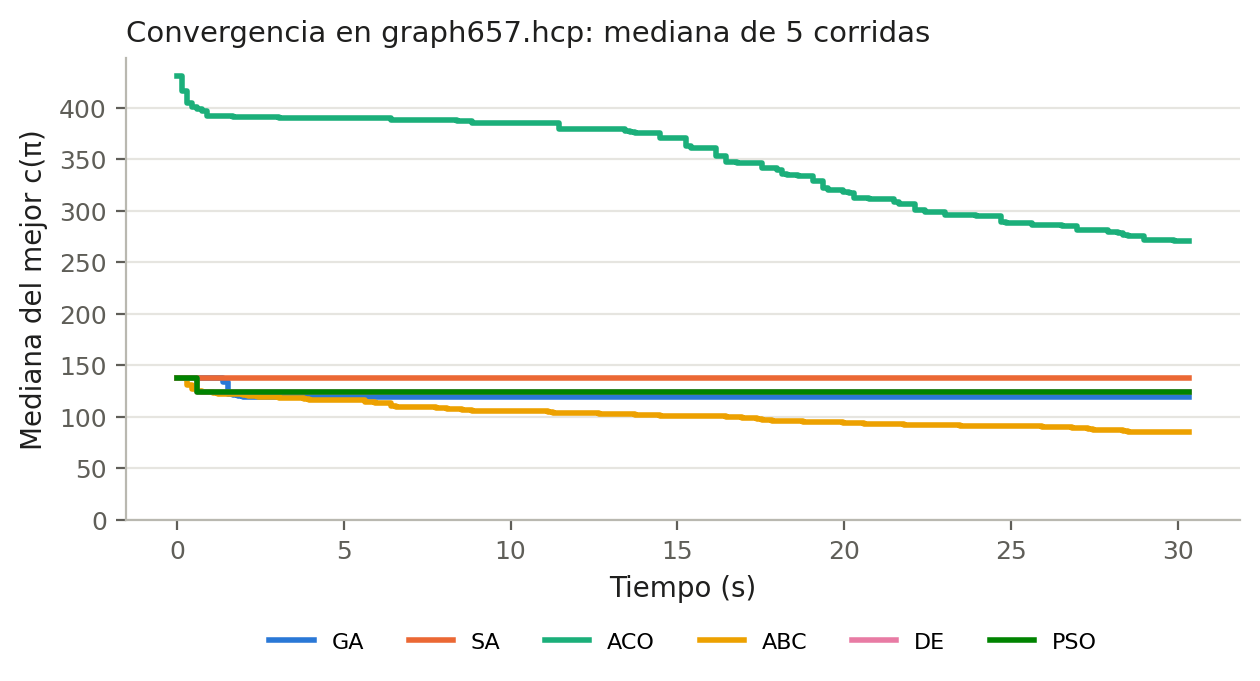 Convergencia en graph657.hcp: mediana de 5 corridas
Mediana del mejor c(π)
400
350
300
250
200
150
100
50
0
0 5 10 15 20 25 30
Tiempo (s)
GA SA ACO ABC DE PSO